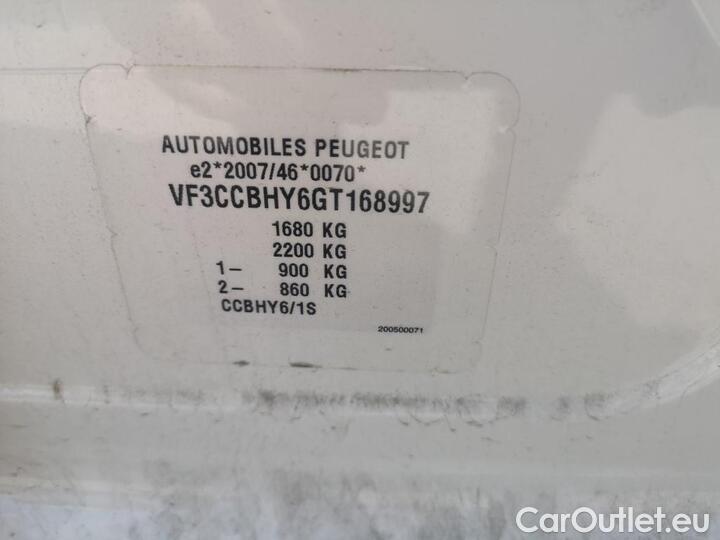 AUTOMOBILES PEUGEOT
e2*2007/46*0070*
VF3CCBHY6GT168997
1680 KG
2200 KG
1- 900 KG
2- 860 KG
CCBHY6/1S
200500071
CarOutlet.eu